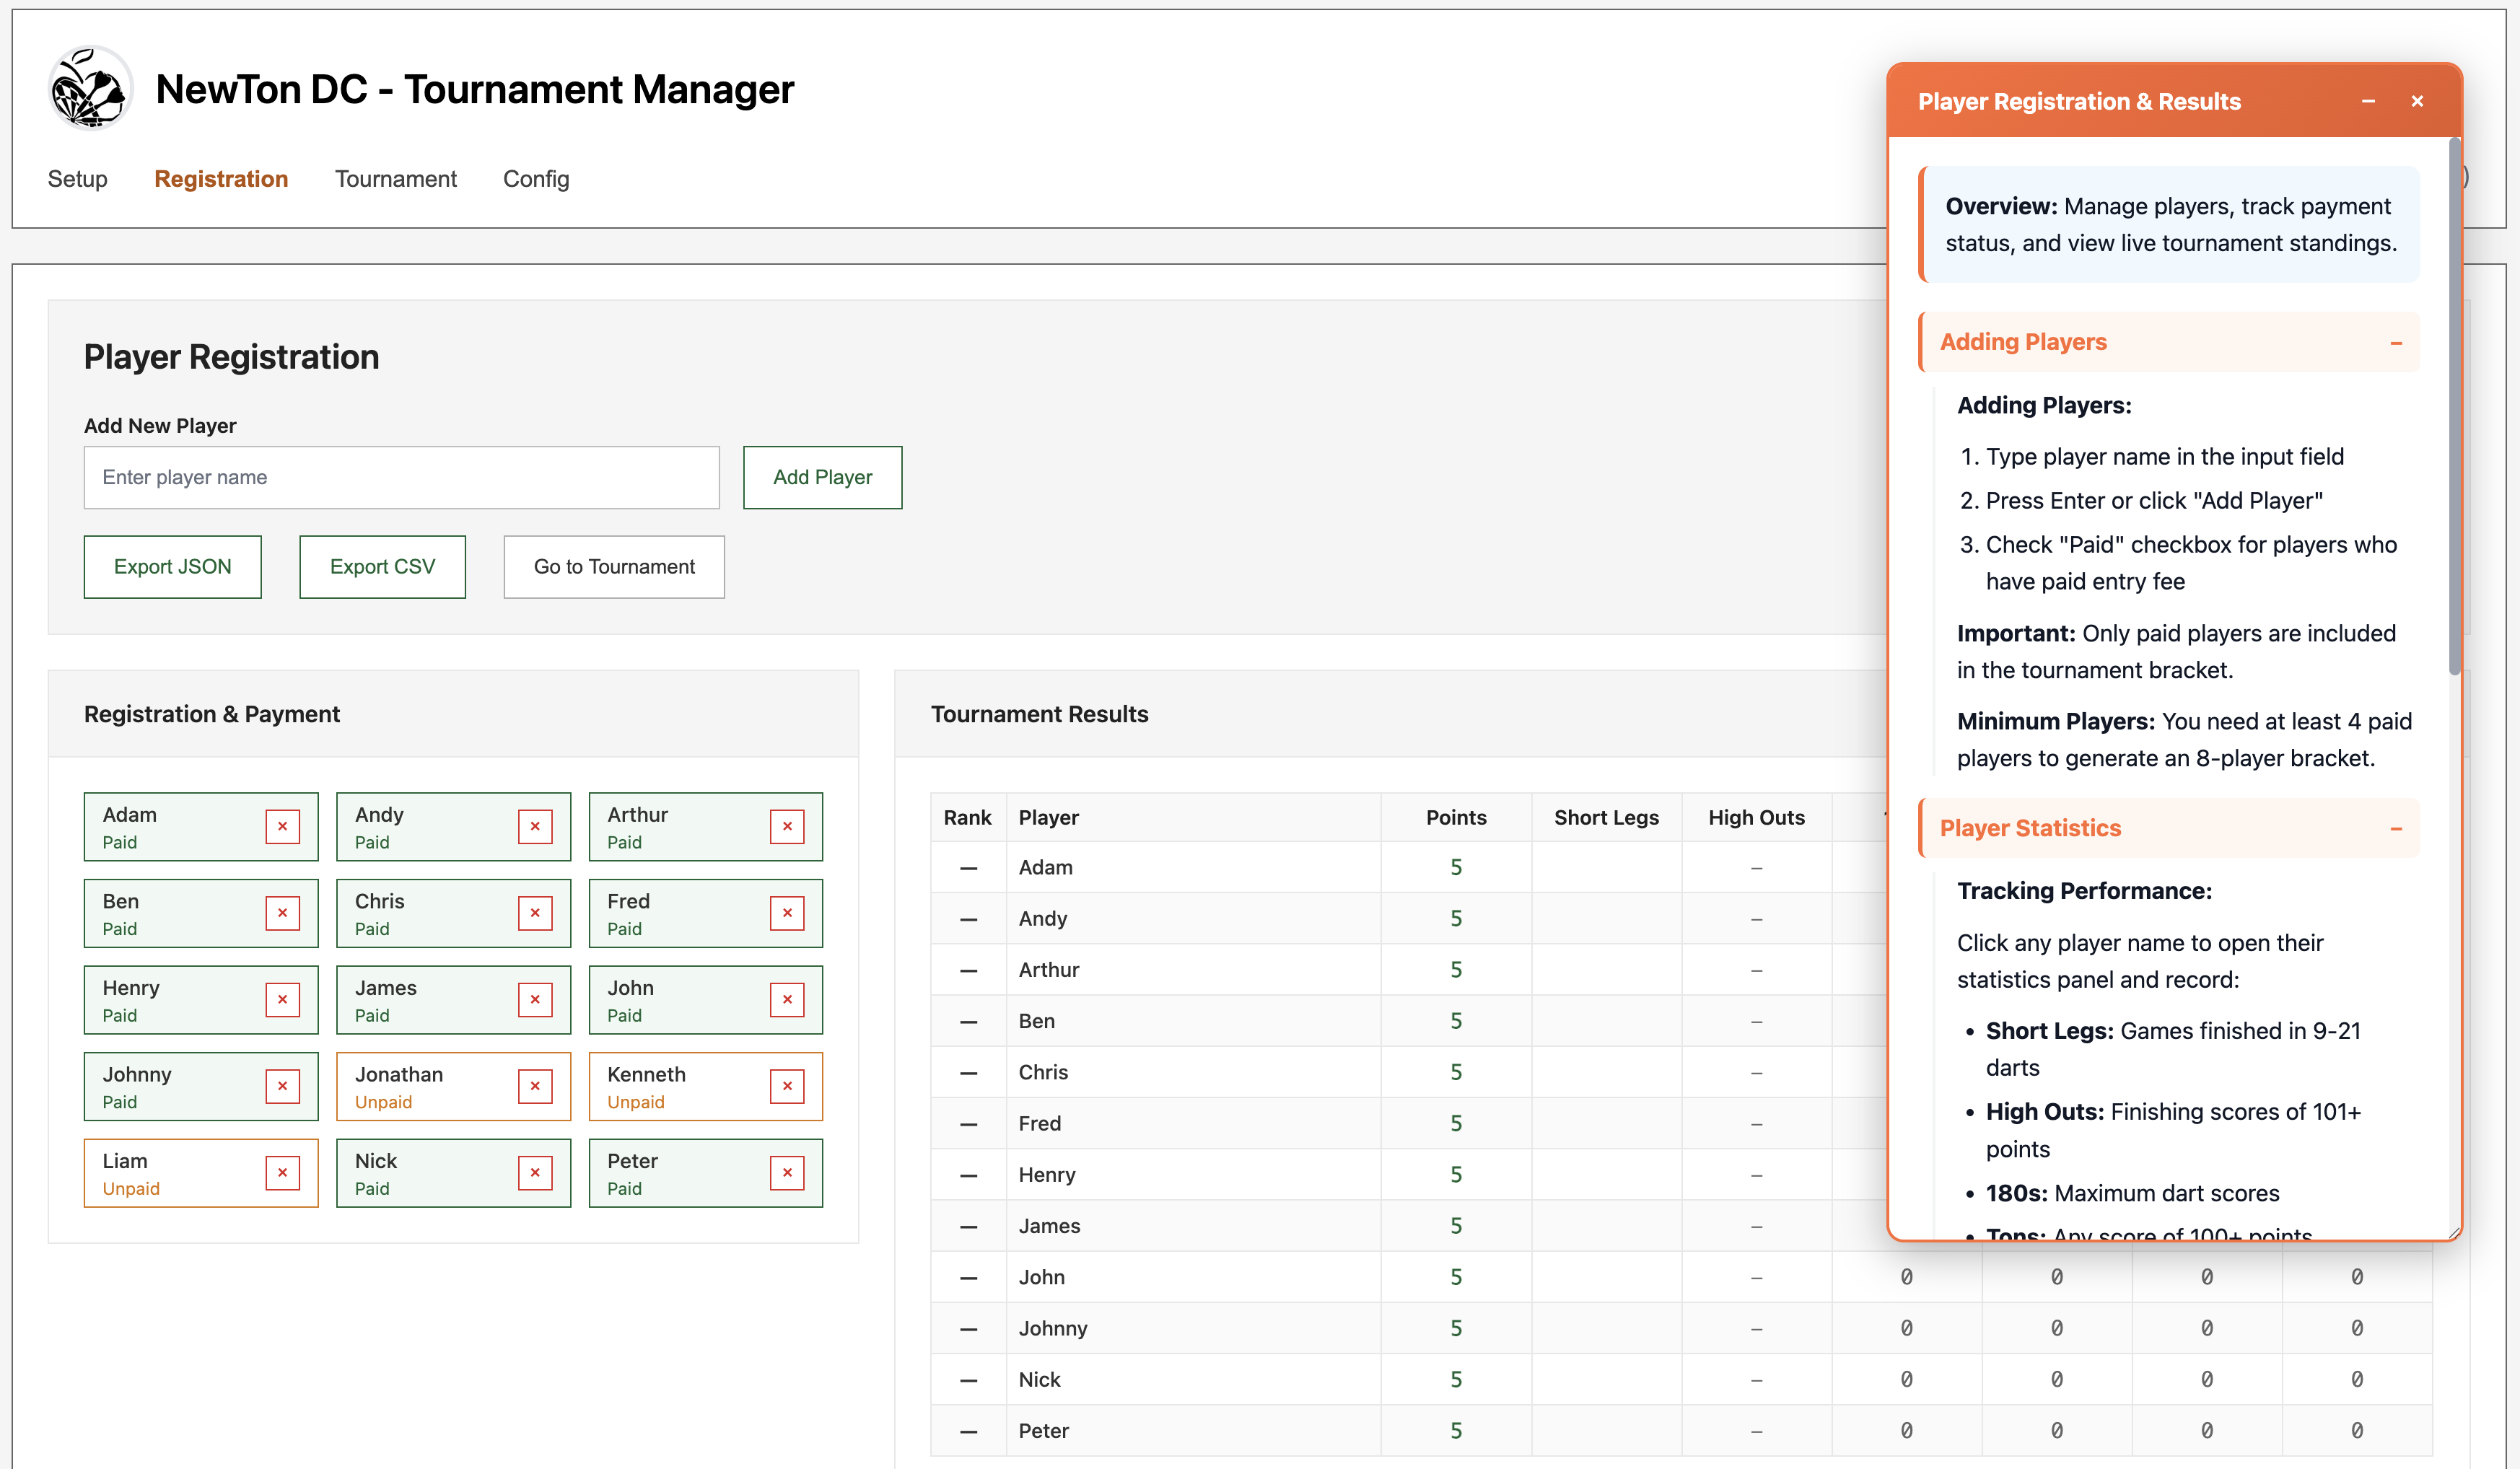 NewTon DC - Tournament Manager
Setup Registration Tournament Config
Player Registration
Add New Player
Enter player name Add Player
Export JSON Export CSV Go to Tournament
Registration & Payment
Adam × Andy × Arthur ×
Paid Paid Paid
Ben × Chris × Fred ×
Paid Paid Paid
Henry × James × John ×
Paid Paid Paid
Johnny × Jonathan × Kenneth ×
Paid Unpaid Unpaid
Liam × Nick × Peter ×
Unpaid Paid Paid
Tournament Results
Rank Player Points Short Legs High Outs
— Adam 5 –
— Andy 5 –
— Arthur 5 –
— Ben 5 –
— Chris 5 –
— Fred 5 –
— Henry 5 –
— James 5 –
— John 5 – 0 0 0 0
— Johnny 5 – 0 0 0 0
— Nick 5 – 0 0 0 0
— Peter 5 – 0 0 0 0
Player Registration & Results – ×
Overview: Manage players, track payment
status, and view live tournament standings.
Adding Players –
Adding Players:
1. Type player name in the input field
2. Press Enter or click "Add Player"
3. Check "Paid" checkbox for players who
have paid entry fee
Important: Only paid players are included
in the tournament bracket.
Minimum Players: You need at least 4 paid
players to generate an 8-player bracket.
Player Statistics –
Tracking Performance:
Click any player name to open their
statistics panel and record:
• Short Legs: Games finished in 9-21
darts
• High Outs: Finishing scores of 101+
points
• 180s: Maximum dart scores
• Tons: Any score of 100+ points